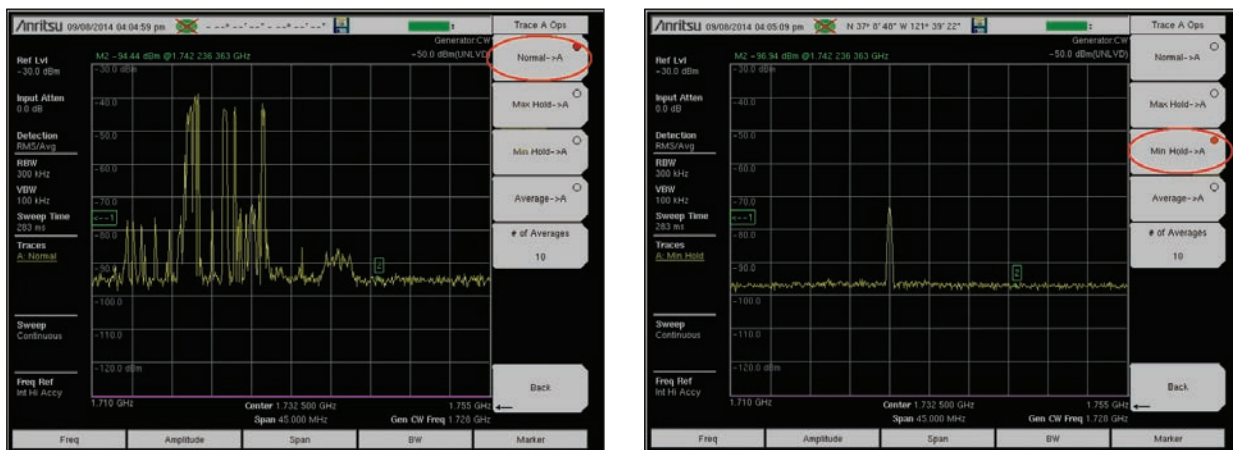 Anritsu 09/08/2014 04:04:59 pm
Trace A Ops
Generator:CW
M2 -94.44 dBm @1.742 236 363 GHz
-50.0 dBm(UNLVD)
Ref Lvl
-30.0 dBm
-30.0 dBm
Normal->A
Input Atten
0.0 dB
-40.0
Max Hold->A
Detection
RMS/Avg
-50.0
Min Hold->A
RBW
300 kHz
-60.0
VBW
100 kHz
-70.0
Average->A
Sweep Time
283 ms
<--1
-80.0
# of Averages
10
Traces
A: Normal
-90.0
2
-100.0
Sweep
Continuous
-110.0
-120.0 dBm
Freq Ref
Int Hi Accy
Back
1.710 GHz
Center 1.732 500 GHz
1.755 GHz
Span 45.000 MHz
Gen CW Freq 1.728 GHz
Freq
Amplitude
Span
BW
Marker
Anritsu 09/08/2014 04:05:09 pm
N 37° 8' 48" W 121° 39' 22"
Trace A Ops
Generator:CW
M2 -96.94 dBm @1.742 236 363 GHz
-50.0 dBm(UNLVD)
Ref Lvl
-30.0 dBm
-30.0 dBm
Normal->A
Input Atten
0.0 dB
-40.0
Max Hold->A
Detection
RMS/Avg
-50.0
Min Hold->A
RBW
300 kHz
-60.0
VBW
100 kHz
-70.0
Average->A
Sweep Time
283 ms
<--1
-80.0
# of Averages
10
Traces
A: Min Hold
-90.0
2
-100.0
Sweep
Continuous
-110.0
-120.0 dBm
Freq Ref
Int Hi Accy
Back
1.710 GHz
Center 1.732 500 GHz
1.755 GHz
Span 45.000 MHz
Gen CW Freq 1.728 GHz
Freq
Amplitude
Span
BW
Marker